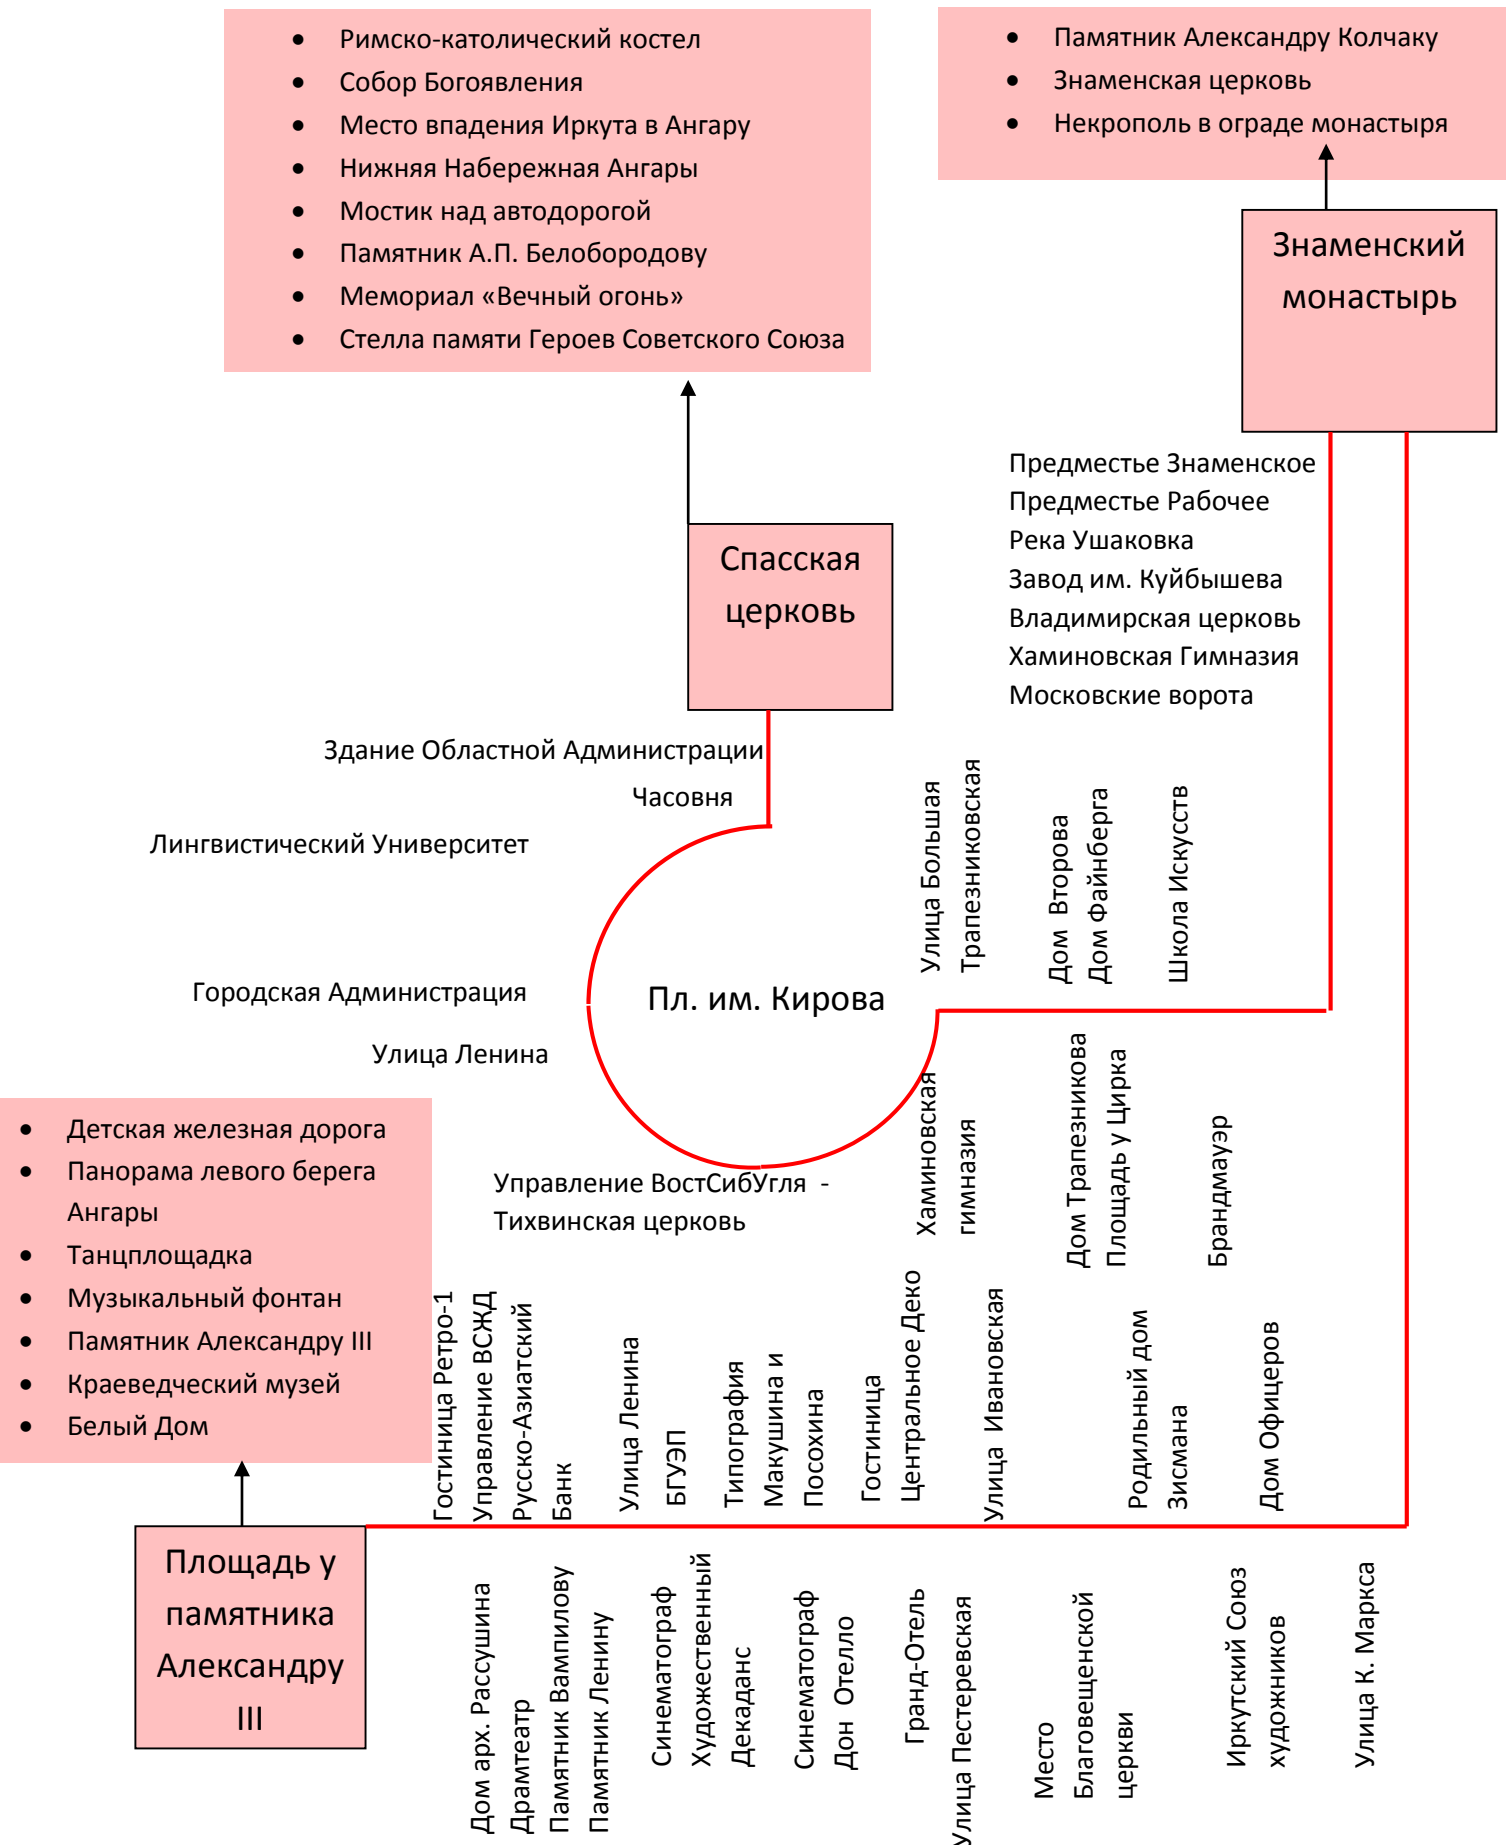 Римско-католический костел
Собор Богоявления
Место впадения Иркута в Ангару
Нижняя Набережная Ангары
Мостик над автодорогой
Памятник А.П. Белобородову
Мемориал «Вечный огонь»
Стелла памяти Героев Советского Союза
Памятник Александру Колчаку
Знаменская церковь
Некрополь в ограде монастыря
Знаменский
монастырь
Предместье Знаменское
Предместье Рабочее
Река Ушаковка
Завод им. Куйбышева
Владимирская церковь
Хаминовская Гимназия
Московские ворота
Спасская
церковь
Здание Областной Администрации
Часовня
Лингвистический Университет
Городская Администрация
Улица Ленина
Пл. им. Кирова
Улица Большая
Трапезниковская
Дом Второва
Дом Файнберга
Школа Искусств
Управление ВостСибУгля -
Тихвинская церковь
Хаминовская
гимназия
Дом Трапезникова
Площадь у Цирка
Брандмауэр
Детская железная дорога
Панорама левого берега
Ангары
Танцплощадка
Музыкальный фонтан
Памятник Александру III
Краеведческий музей
Белый Дом
Гостиница Ретро-1
Управление ВСЖД
Русско-Азиатский
Банк
Улица Ленина
БГУЭП
Типография
Макушина и
Посохина
Гостиница
Центральное Деко
Улица Ивановская
Родильный дом
Зисмана
Дом Офицеров
Площадь у
памятника
Александру
III
Дом арх. Рассушина
Драмтеатр
Памятник Вампилову
Памятник Ленину
Синематограф
Художественный
Декаданс
Синематограф
Дон Отелло
Гранд-Отель
Улица Пестеревская
Место
Благовещенской
церкви
Иркутский Союз
художников
Улица К. Маркса